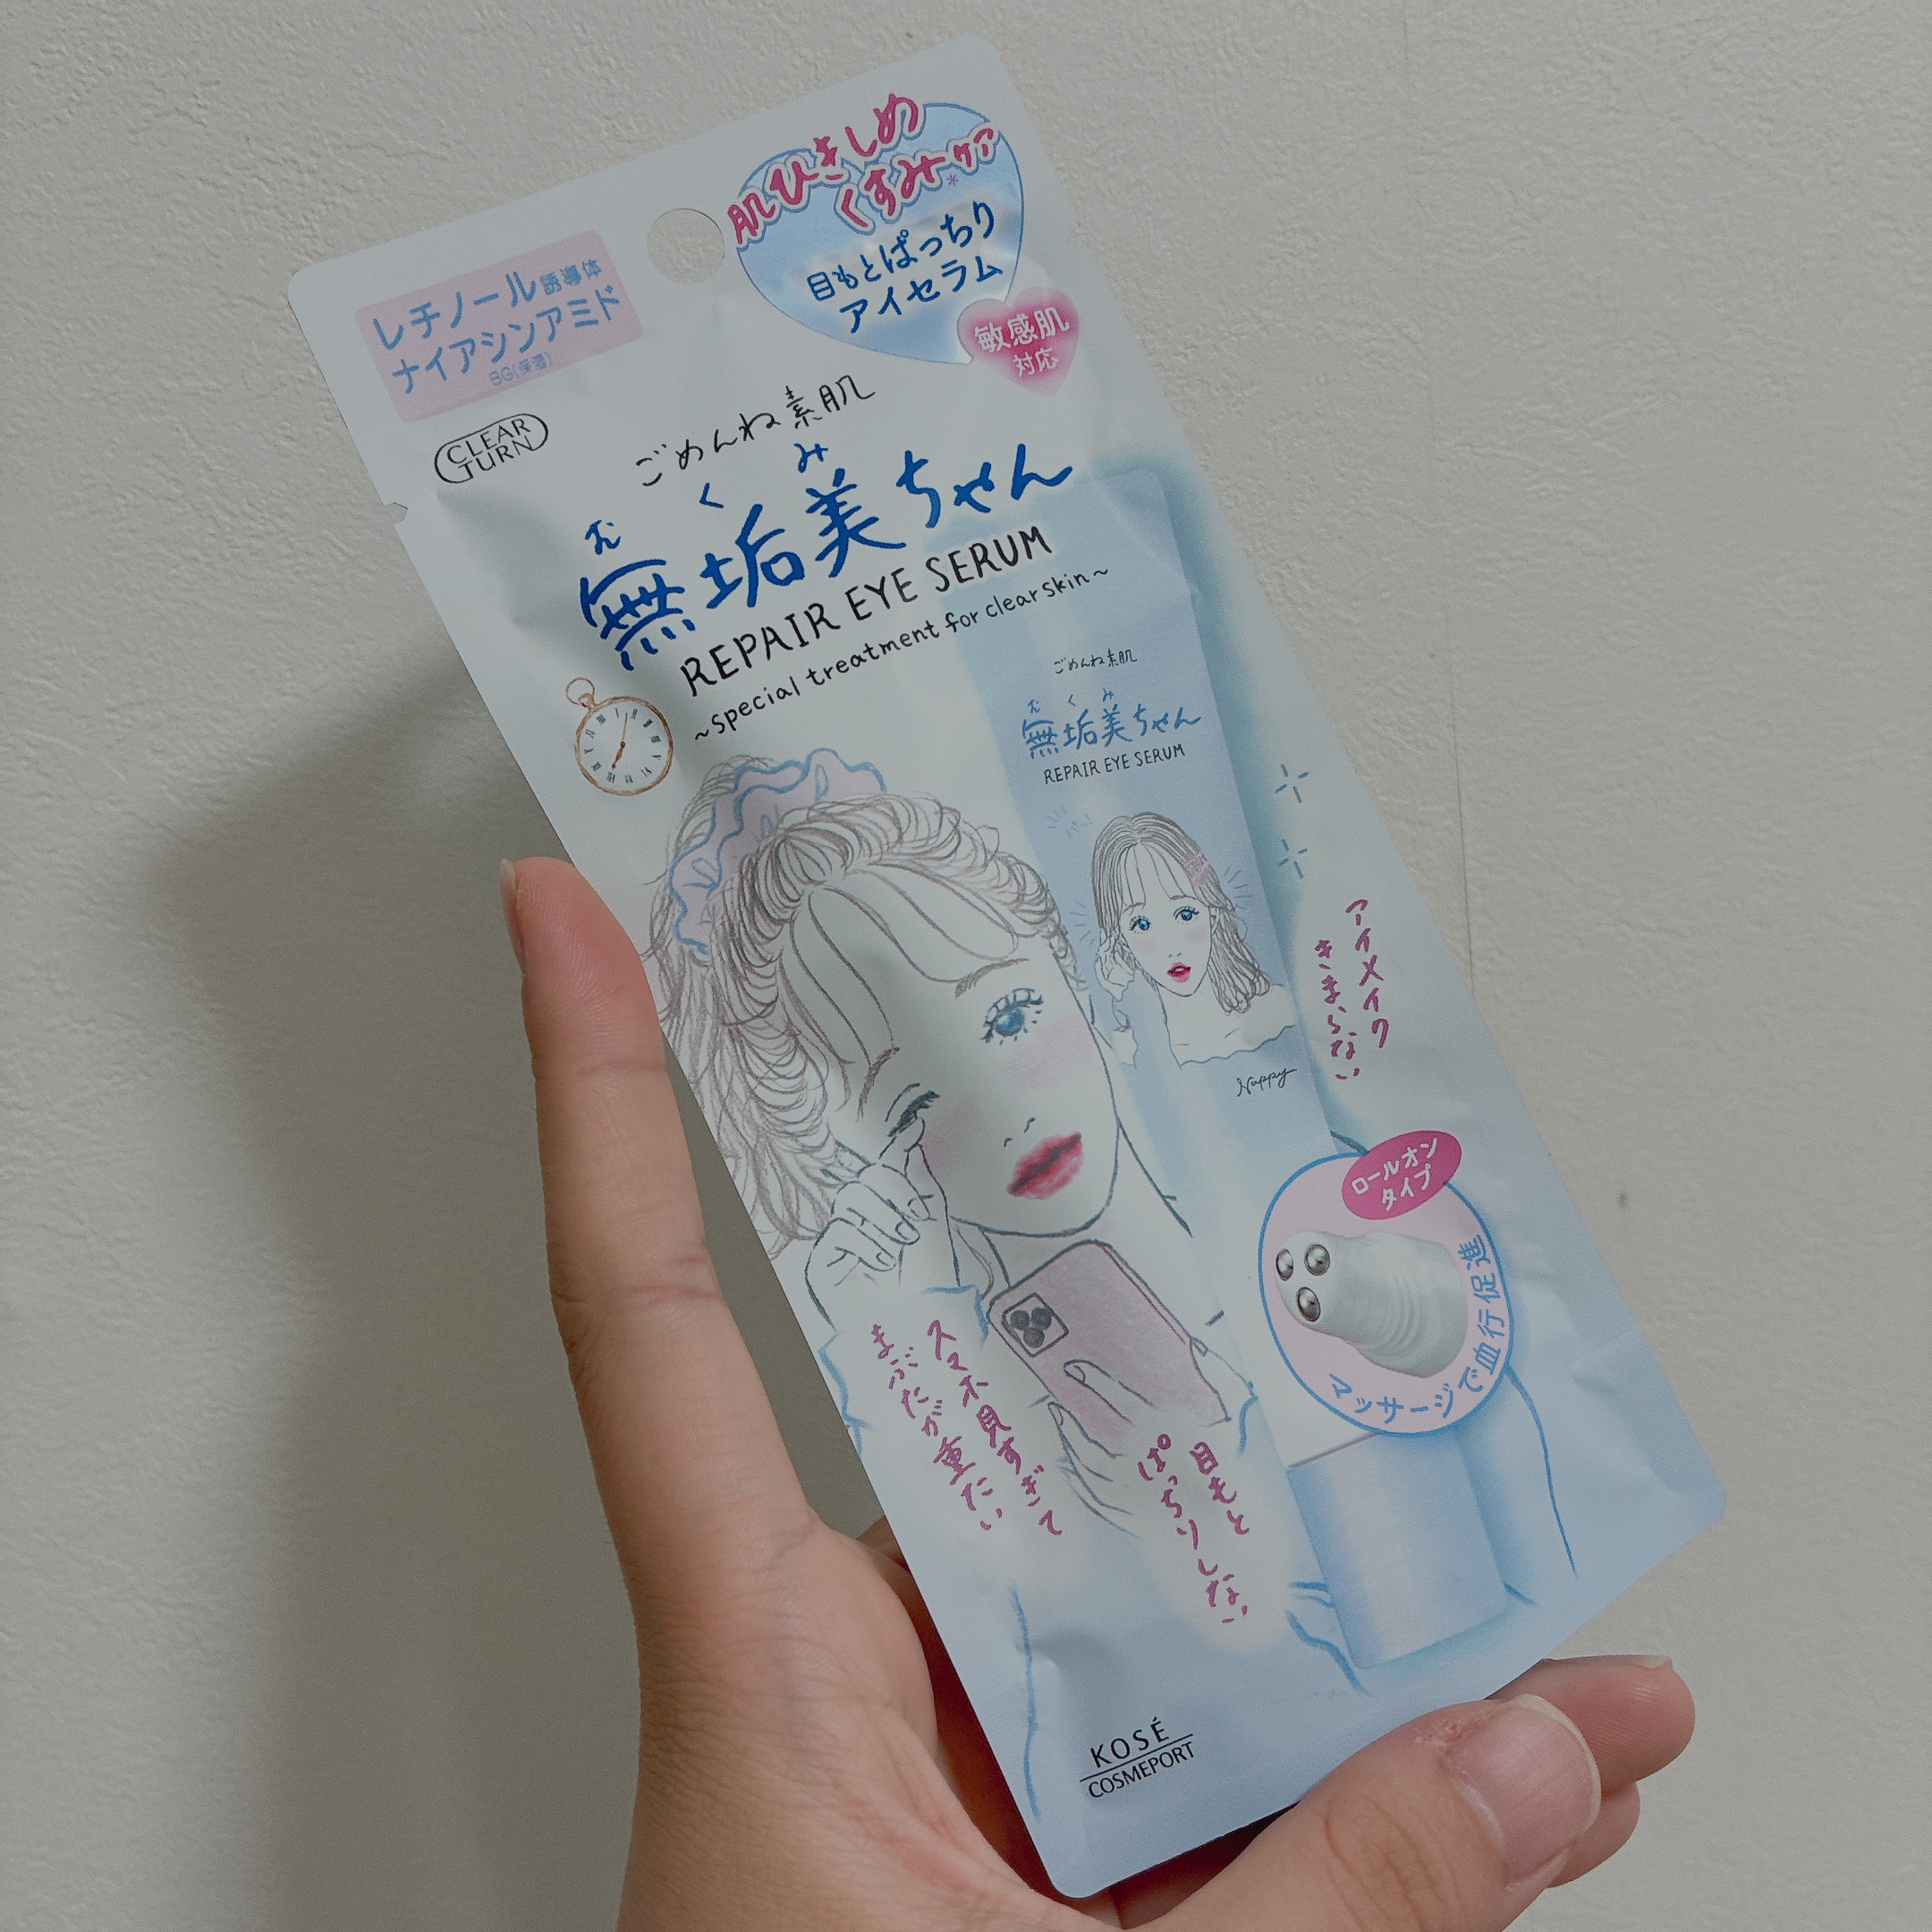 肌ひきしめ
くすみケア*
目もとぱっちり
アイセラム
敏感肌
対応
レチノール誘導体
ナイアシンアミド
BG(保湿)
CLEAR
TURN
ごめんね素肌
むくみ
無垢美ちゃん
REPAIR EYE SERUM
~special treatment for clear skin~
ごめんね素肌
むくみ
無垢美ちゃん
REPAIR EYE SERUM
Happy
アイメイク
きまらない
ロールオン
タイプ
マッサージで血行促進
スマホ見すぎて
まぶたが重たい
目もと
ぱっちりしない
KOSÉ
COSMEPORT